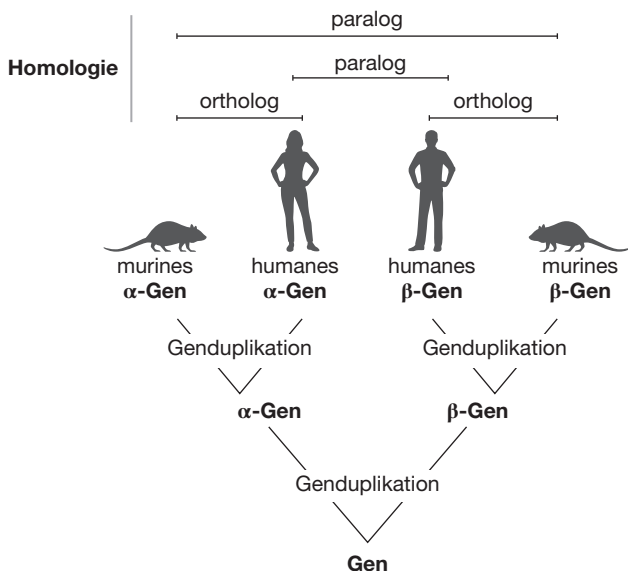 paralog
Homologie
paralog
ortholog ortholog
murines humanes humanes murines
α-Gen α-Gen β-Gen β-Gen
Genduplikation Genduplikation
α-Gen β-Gen
Genduplikation
Gen